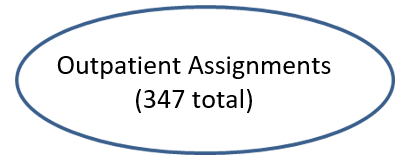 Outpatient Assignments
(347 total)